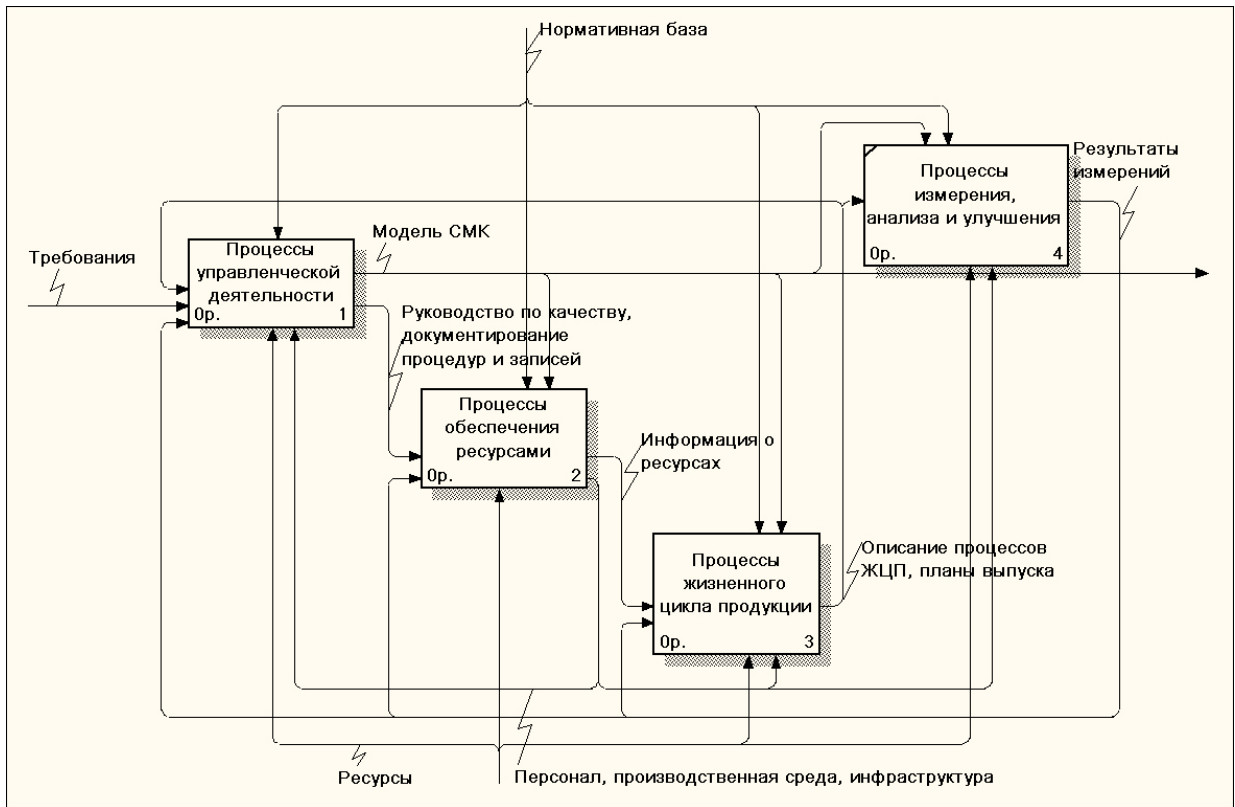 Нормативная база
Процессы
измерения,
анализа и улучшения
0р. 4
Результаты
измерений
Требования
Процессы
управленческой
деятельности
0р. 1
Модель СМК
Руководство по качеству,
документирование
процедур и записей
Процессы
обеспечения
ресурсами
0р. 2
Информация о
ресурсах
Процессы
жизненного
цикла продукции
0р. 3
Описание процессов
ЖЦП, планы выпуска
Ресурсы
Персонал, производственная среда, инфраструктура